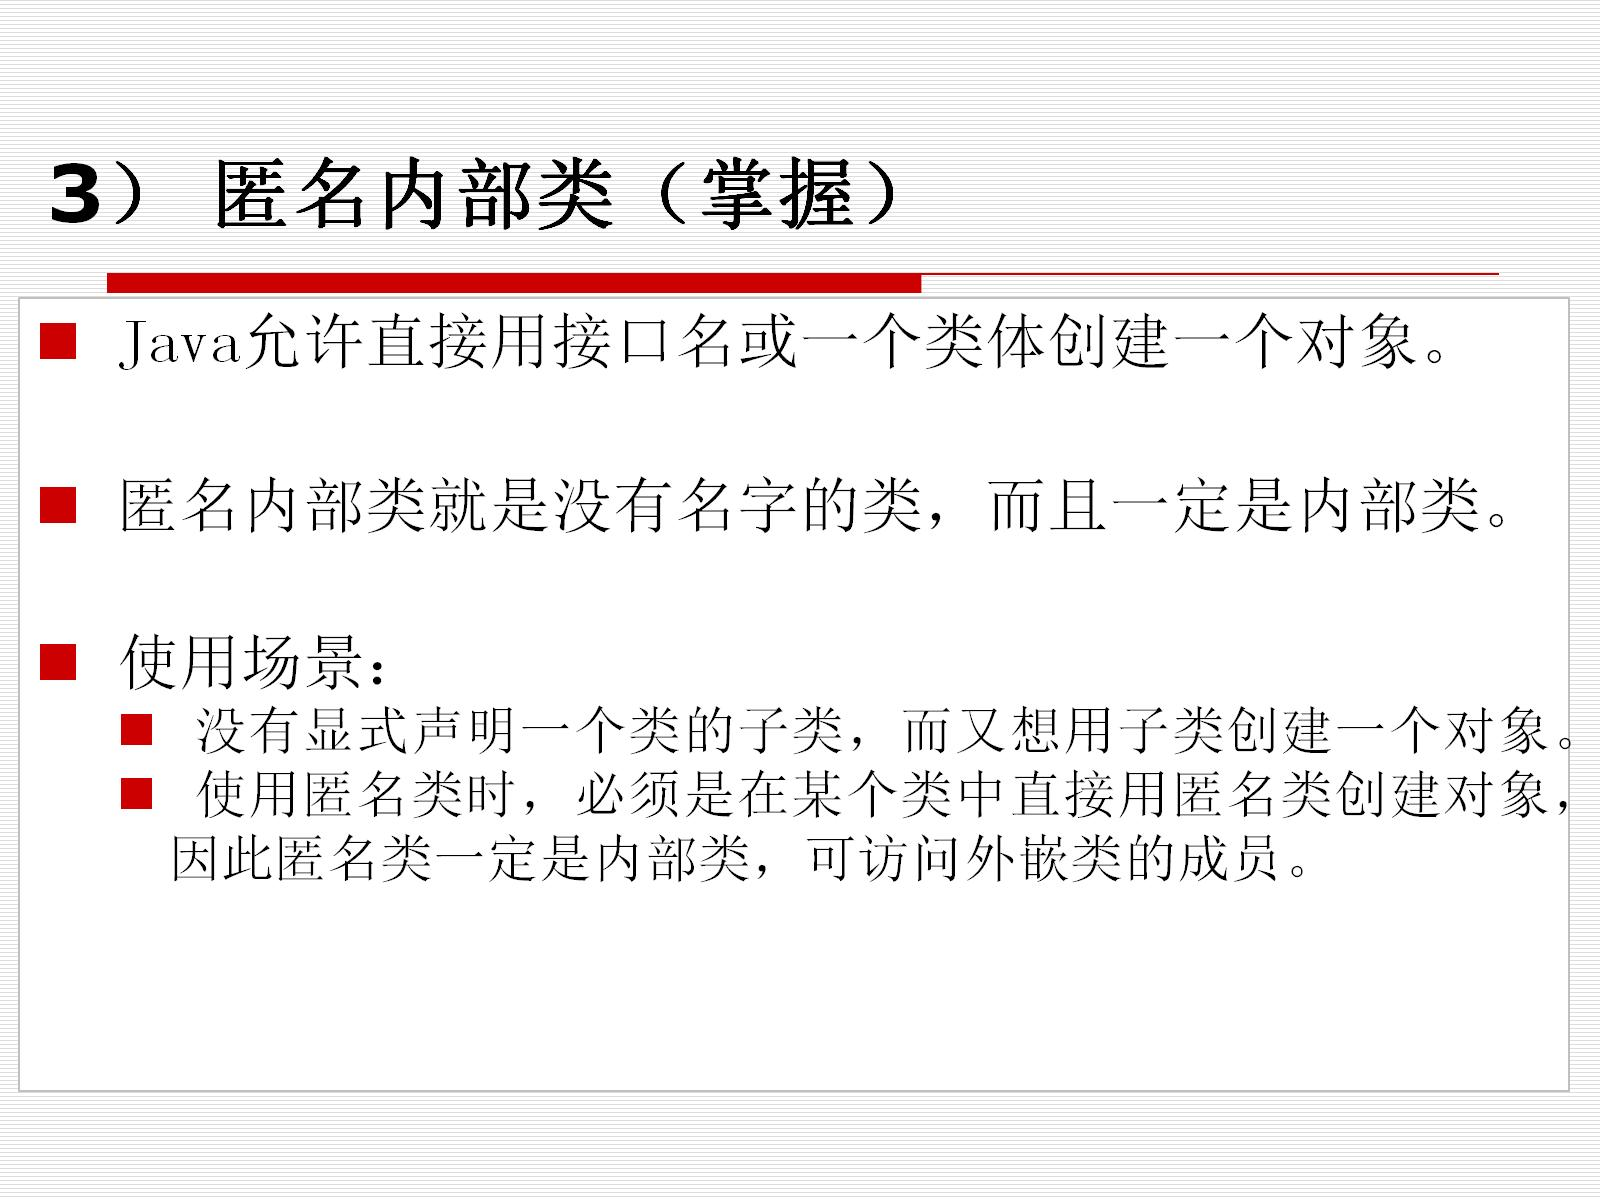 3） 匿名内部类（掌握）
Java允许直接用接口名或一个类体创建一个对象。
匿名内部类就是没有名字的类，而且一定是内部类。
使用场景：
没有显式声明一个类的子类，而又想用子类创建一个对象。
使用匿名类时，必须是在某个类中直接用匿名类创建对象，
因此匿名类一定是内部类，可访问外嵌类的成员。